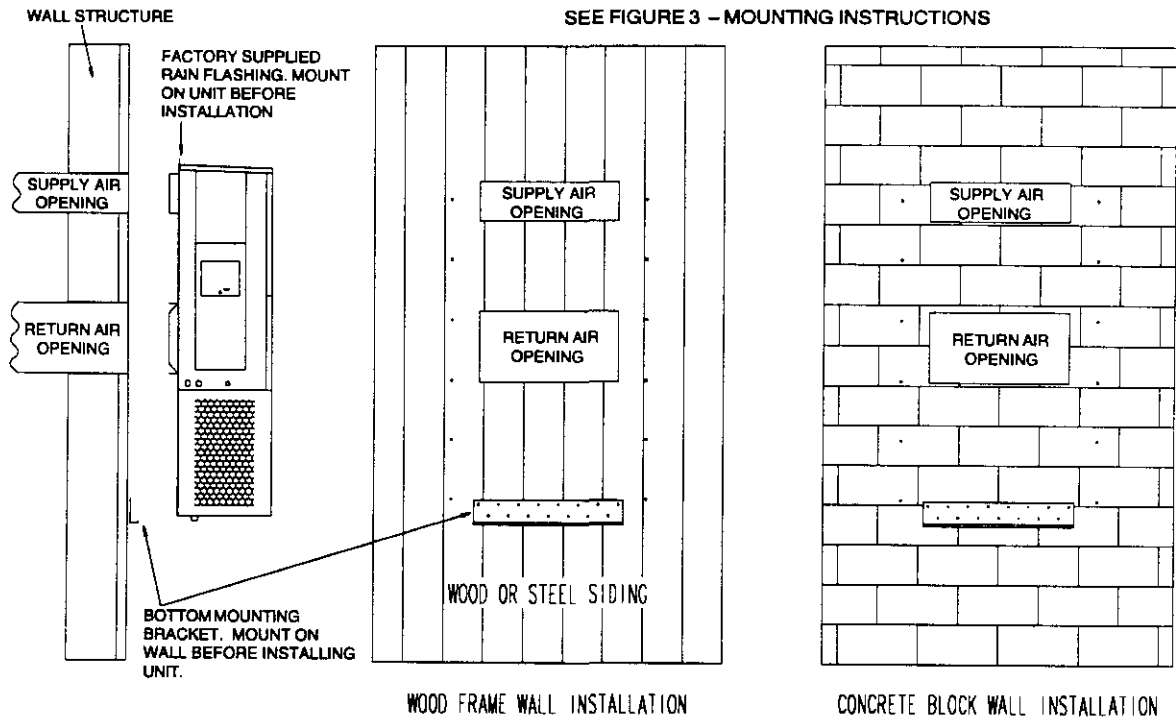 WALL STRUCTURE
SEE FIGURE 3 – MOUNTING INSTRUCTIONS
FACTORY SUPPLIED
RAIN FLASHING. MOUNT
ON UNIT BEFORE
INSTALLATION
SUPPLY AIR
OPENING
RETURN AIR
OPENING
BOTTOM MOUNTING
BRACKET. MOUNT ON
WALL BEFORE INSTALLING
UNIT.
SUPPLY AIR
OPENING
RETURN AIR
OPENING
WOOD OR STEEL SIDING
WOOD FRAME WALL INSTALLATION
SUPPLY AIR
OPENING
RETURN AIR
OPENING
CONCRETE BLOCK WALL INSTALLATION